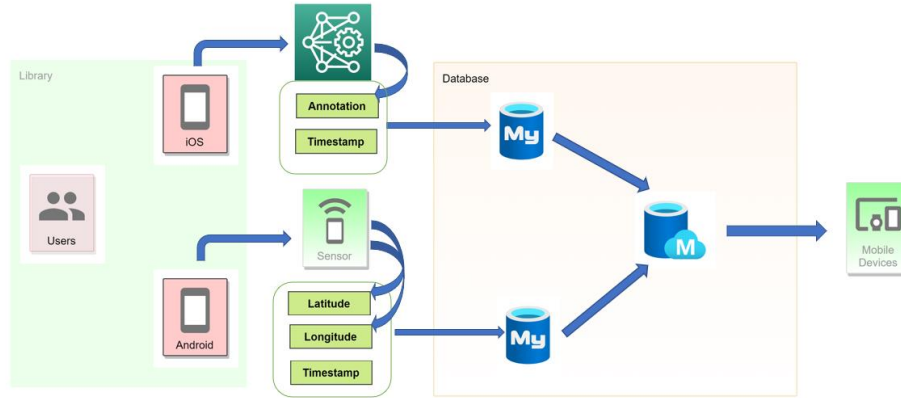 Library
Database
iOS
Annotation
Timestamp
My
Users
Sensor
M
Mobile
Devices
Android
Latitude
Longitude
Timestamp
My